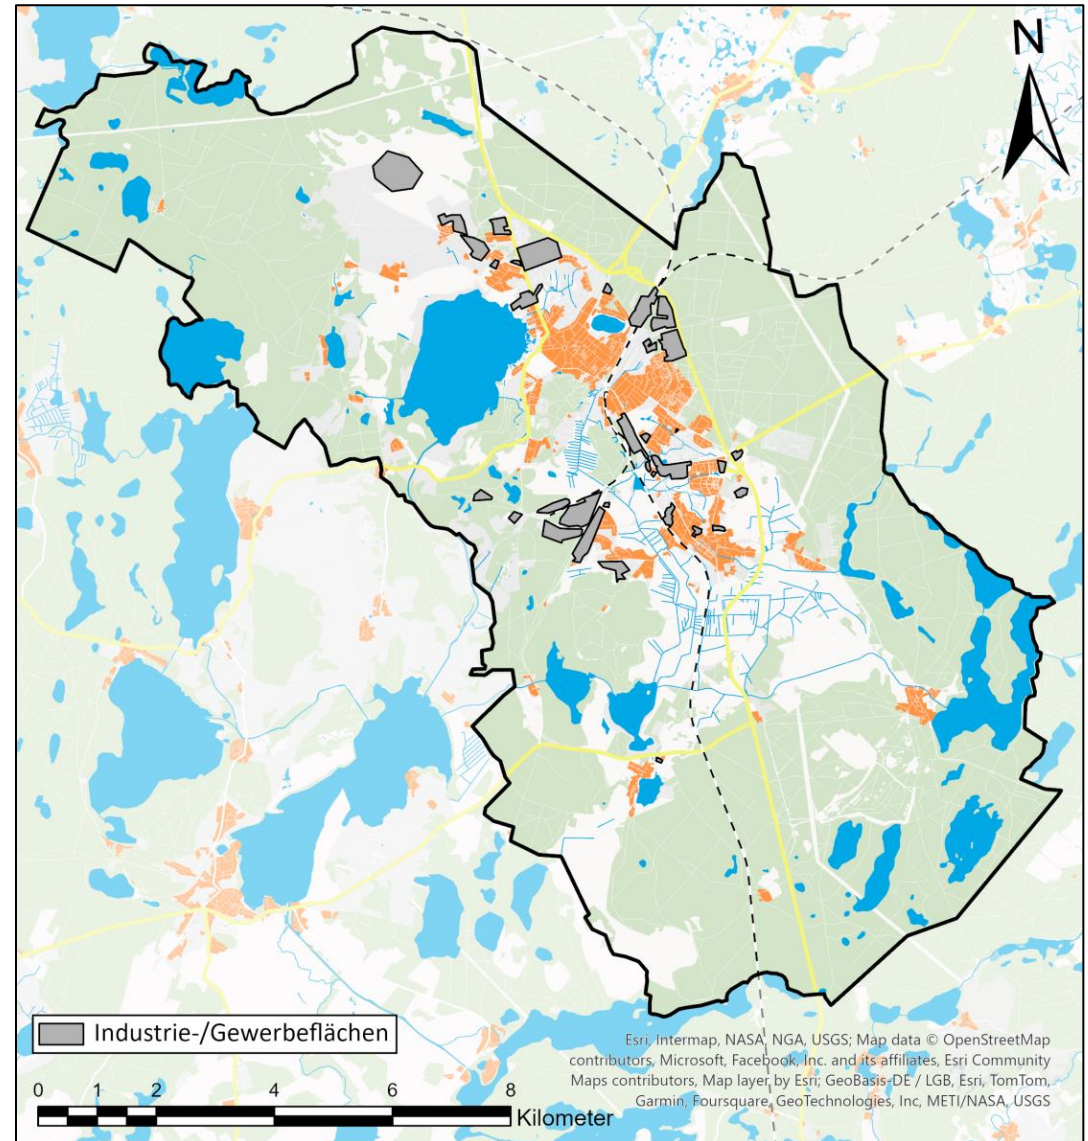 N
Industrie-/Gewerbeflächen
Esri, Intermap, NASA, NGA, USGS; Map data © OpenStreetMap
contributors, Microsoft, Facebook, Inc. and its affiliates, Esri Community
Maps contributors, Map layer by Esri; GeoBasis-DE / LGB, Esri, TomTom,
Garmin, Foursquare, GeoTechnologies, Inc, METI/NASA, USGS
0 1 2 4 6 8
Kilometer